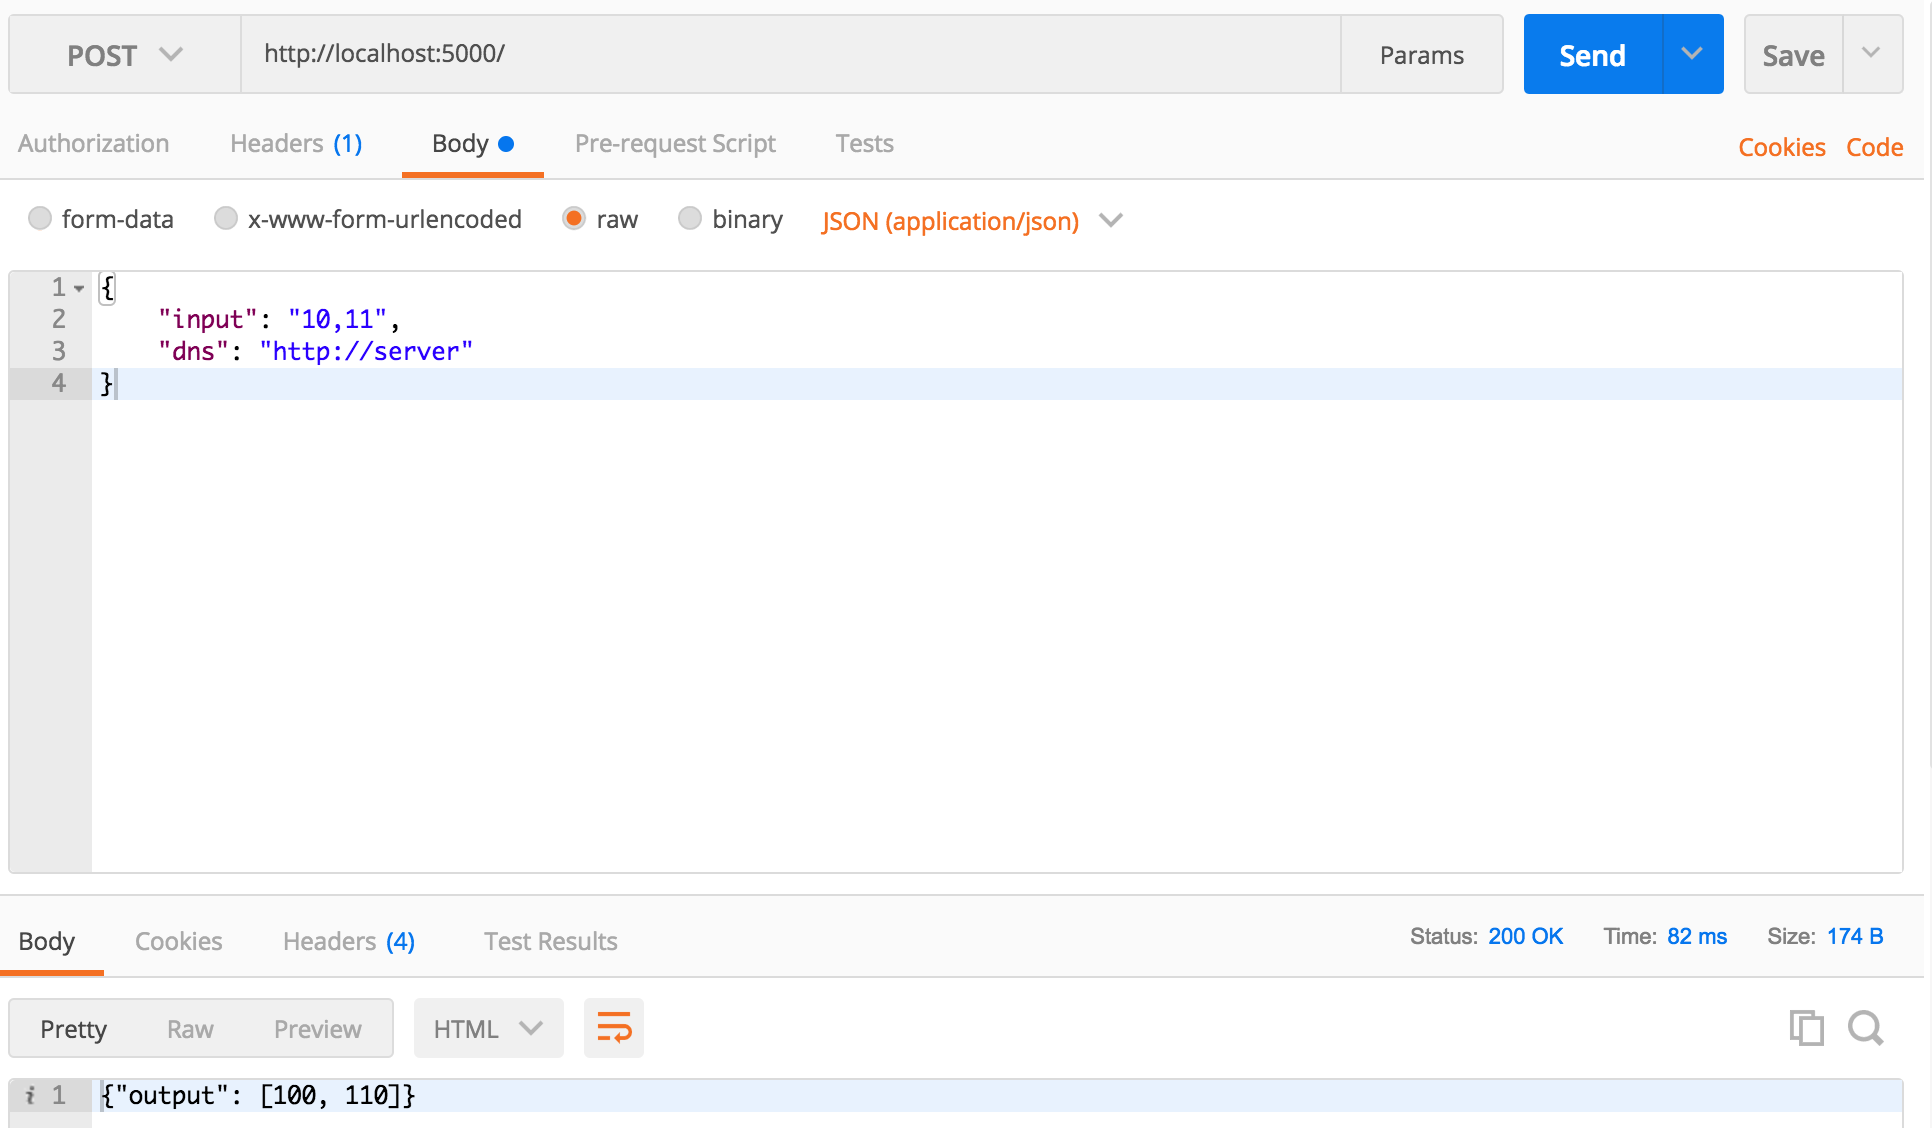 POST http://localhost:5000/ Params Send Save
Authorization Headers (1) Body Pre-request Script Tests Cookies Code
form-data x-www-form-urlencoded raw binary JSON (application/json)
1 {
2 "input": "10,11",
3 "dns": "http://server"
4 }
Body Cookies Headers (4) Test Results Status: 200 OK Time: 82 ms Size: 174 B
Pretty Raw Preview HTML
i 1 {"output": [100, 110]}